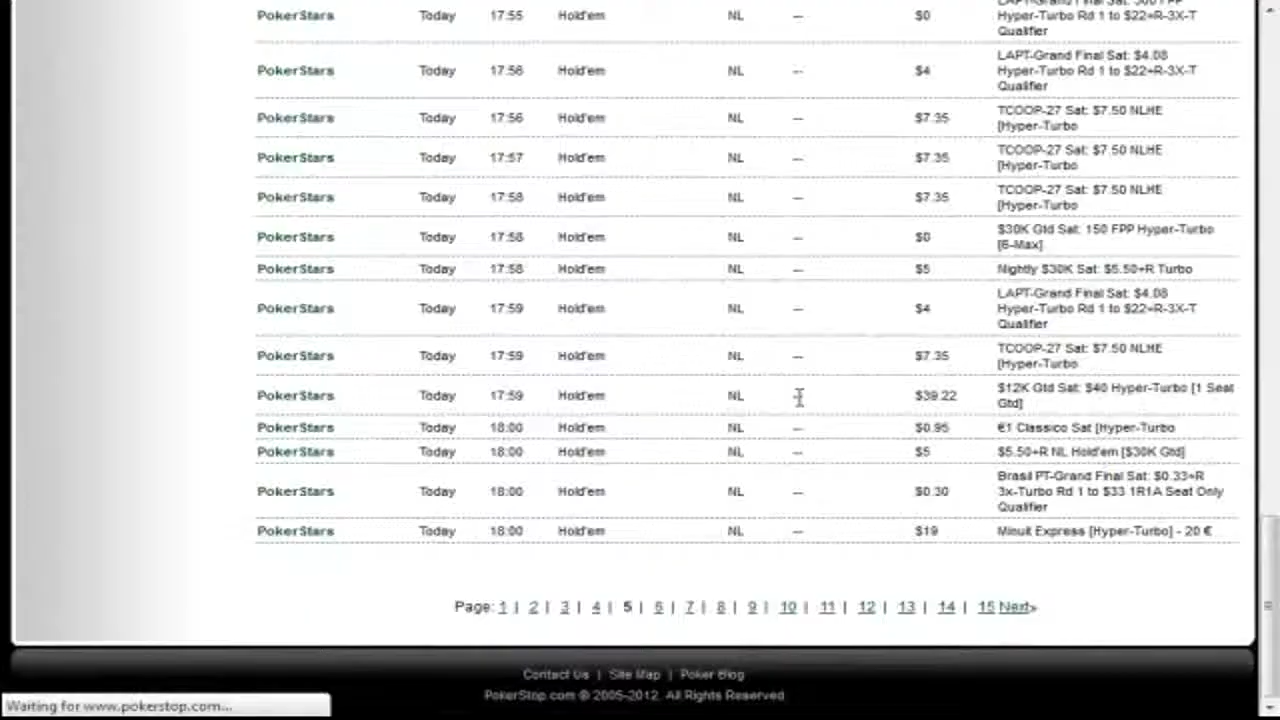 PokerStars Today 17:55 Hold'em NL -- $0 LAPT-Grand Final Sat: 300 FPP
Hyper-Turbo Rd 1 to $22+R-3X-T
Qualifier
PokerStars Today 17:56 Hold'em NL -- $4 LAPT-Grand Final Sat: $4.08
Hyper-Turbo Rd 1 to $22+R-3X-T
Qualifier
PokerStars Today 17:56 Hold'em NL -- $7.35 TCOOP-27 Sat: $7.50 NLHE
[Hyper-Turbo
PokerStars Today 17:57 Hold'em NL -- $7.35 TCOOP-27 Sat: $7.50 NLHE
[Hyper-Turbo
PokerStars Today 17:58 Hold'em NL -- $7.35 TCOOP-27 Sat: $7.50 NLHE
[Hyper-Turbo
PokerStars Today 17:58 Hold'em NL -- $0 $30K Gtd Sat: 150 FPP Hyper-Turbo
[6-Max]
PokerStars Today 17:58 Hold'em NL -- $5 Nightly $30K Sat: $5.50+R Turbo
PokerStars Today 17:59 Hold'em NL -- $4 LAPT-Grand Final Sat: $4.08
Hyper-Turbo Rd 1 to $22+R-3X-T
Qualifier
PokerStars Today 17:59 Hold'em NL -- $7.35 TCOOP-27 Sat: $7.50 NLHE
[Hyper-Turbo
PokerStars Today 17:59 Hold'em NL $39.22 $12K Gtd Sat: $40 Hyper-Turbo [1 Seat
Gtd]
PokerStars Today 18:00 Hold'em NL -- $0.95 €1 Classico Sat [Hyper-Turbo
PokerStars Today 18:00 Hold'em NL -- $5 $5.50+R NL Hold'em [$30K Gtd]
PokerStars Today 18:00 Hold'em NL -- $0.30 Brasil PT-Grand Final Sat: $0.33+R
3x-Turbo Rd 1 to $33 1R1A Seat Only
Qualifier
PokerStars Today 18:00 Hold'em NL -- $19 Minuit Express [Hyper-Turbo] - 20 €
Page: 1 | 2 | 3 | 4 | 5 | 6 | 7 | 8 | 9 | 10 | 11 | 12 | 13 | 14 | 15 Next»
Contact Us | Site Map | Poker Blog
PokerStop.com © 2005-2012. All Rights Reserved
Waiting for www.pokerstop.com...